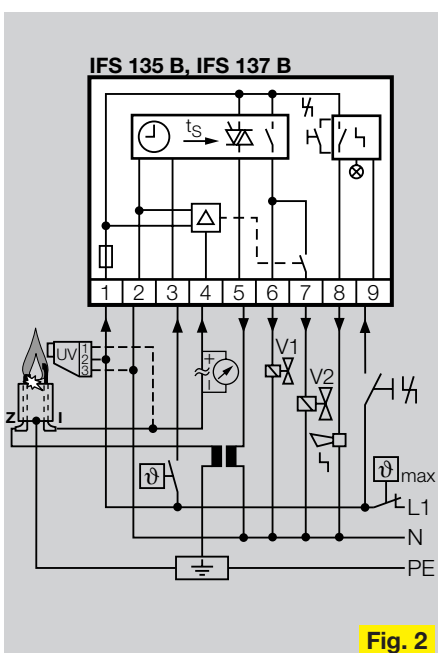 IFS 135 B, IFS 137 B
tS
1 2 3 4 5 6 7 8 9
UV
1
2
3
+
–
V1
V2
Z I
ϑ
ϑ max
L1
N
PE
Fig. 2